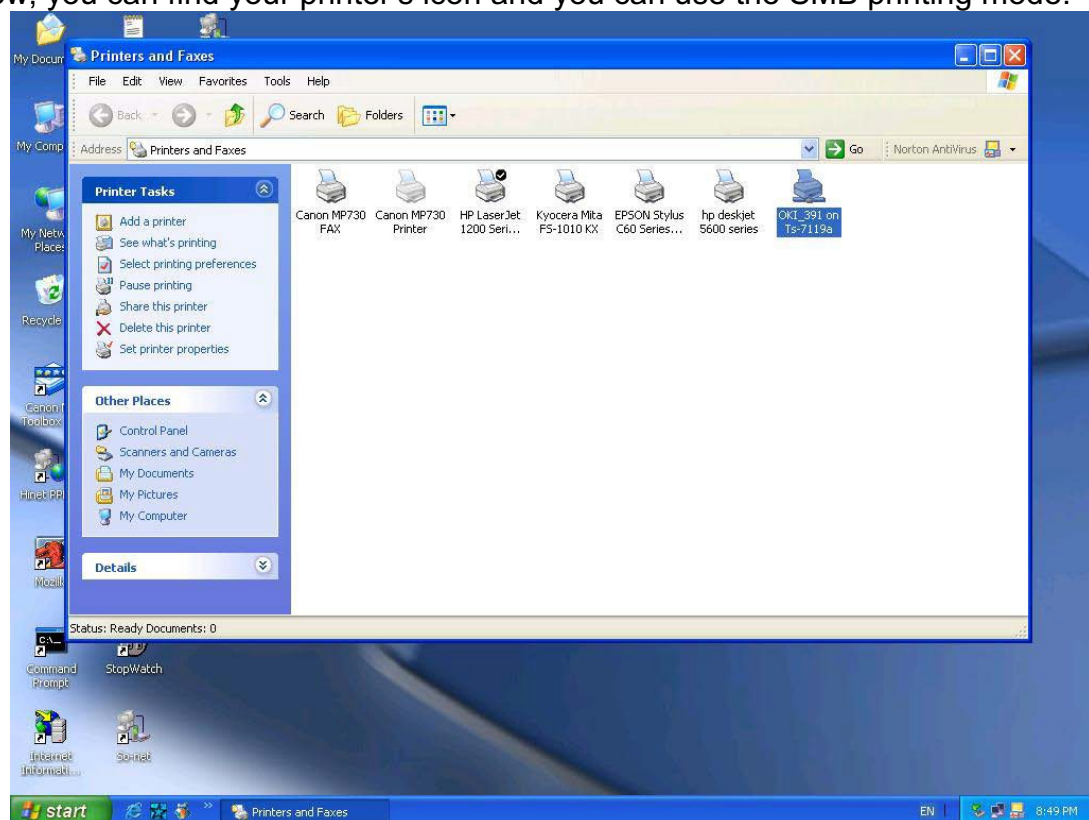 ow, you can find your printer's icon and you can use the SMB printing mode.
My Docum
Printers and Faxes
File Edit View Favorites Tools Help
Back Search Folders
My Comp
Address Printers and Faxes Go Norton AntiVirus
Printer Tasks
Add a printer
See what's printing
Select printing preferences
Pause printing
Share this printer
Delete this printer
Set printer properties
Other Places
Control Panel
Scanners and Cameras
My Documents
My Pictures
My Computer
Details
Canon MP730
FAX
Canon MP730
Printer
HP LaserJet
1200 Seri...
Kyocera Mita
FS-1010 KX
EPSON Stylus
C60 Series...
hp deskjet
5600 series
OKI_391 on
Ts-7119a
My Netw
Places
Recycle
Canon
Toolbox
Hinet PP
Mozill
Status: Ready Documents: 0
C:\_
Command
Prompt
StopWatch
Internet
Informati...
So-net
start
Printers and Faxes
EN
8:49 PM